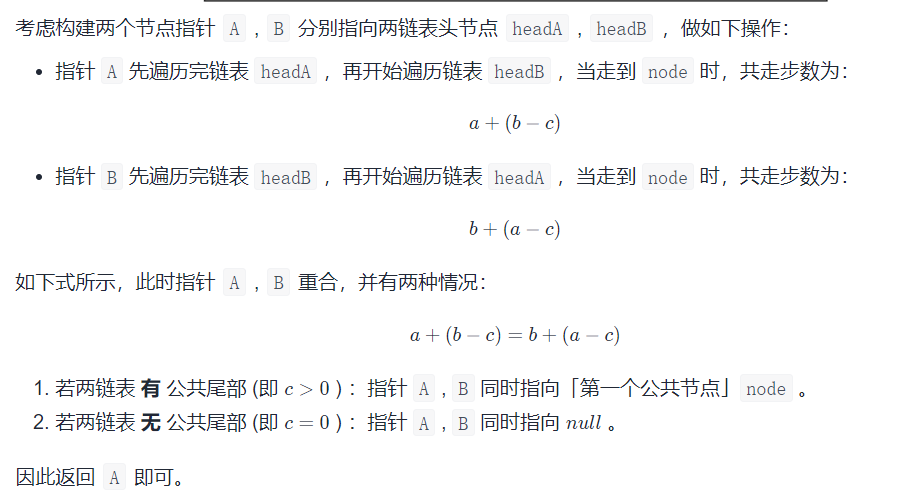 考虑构建两个节点指针 A , B 分别指向两链表头节点 headA , headB ，做如下操作：
• 指针 A 先遍历完链表 headA ，再开始遍历链表 headB ，当走到 node 时，共走步数为：
a + (b − c)
• 指针 B 先遍历完链表 headB ，再开始遍历链表 headA ，当走到 node 时，共走步数为：
b + (a − c)
如下式所示，此时指针 A , B 重合，并有两种情况：
a + (b − c) = b + (a − c)
1. 若两链表 有 公共尾部 (即 c > 0 ) ：指针 A , B 同时指向「第一个公共节点」 node 。
2. 若两链表 无 公共尾部 (即 c = 0 ) ：指针 A , B 同时指向 null 。
因此返回 A 即可。